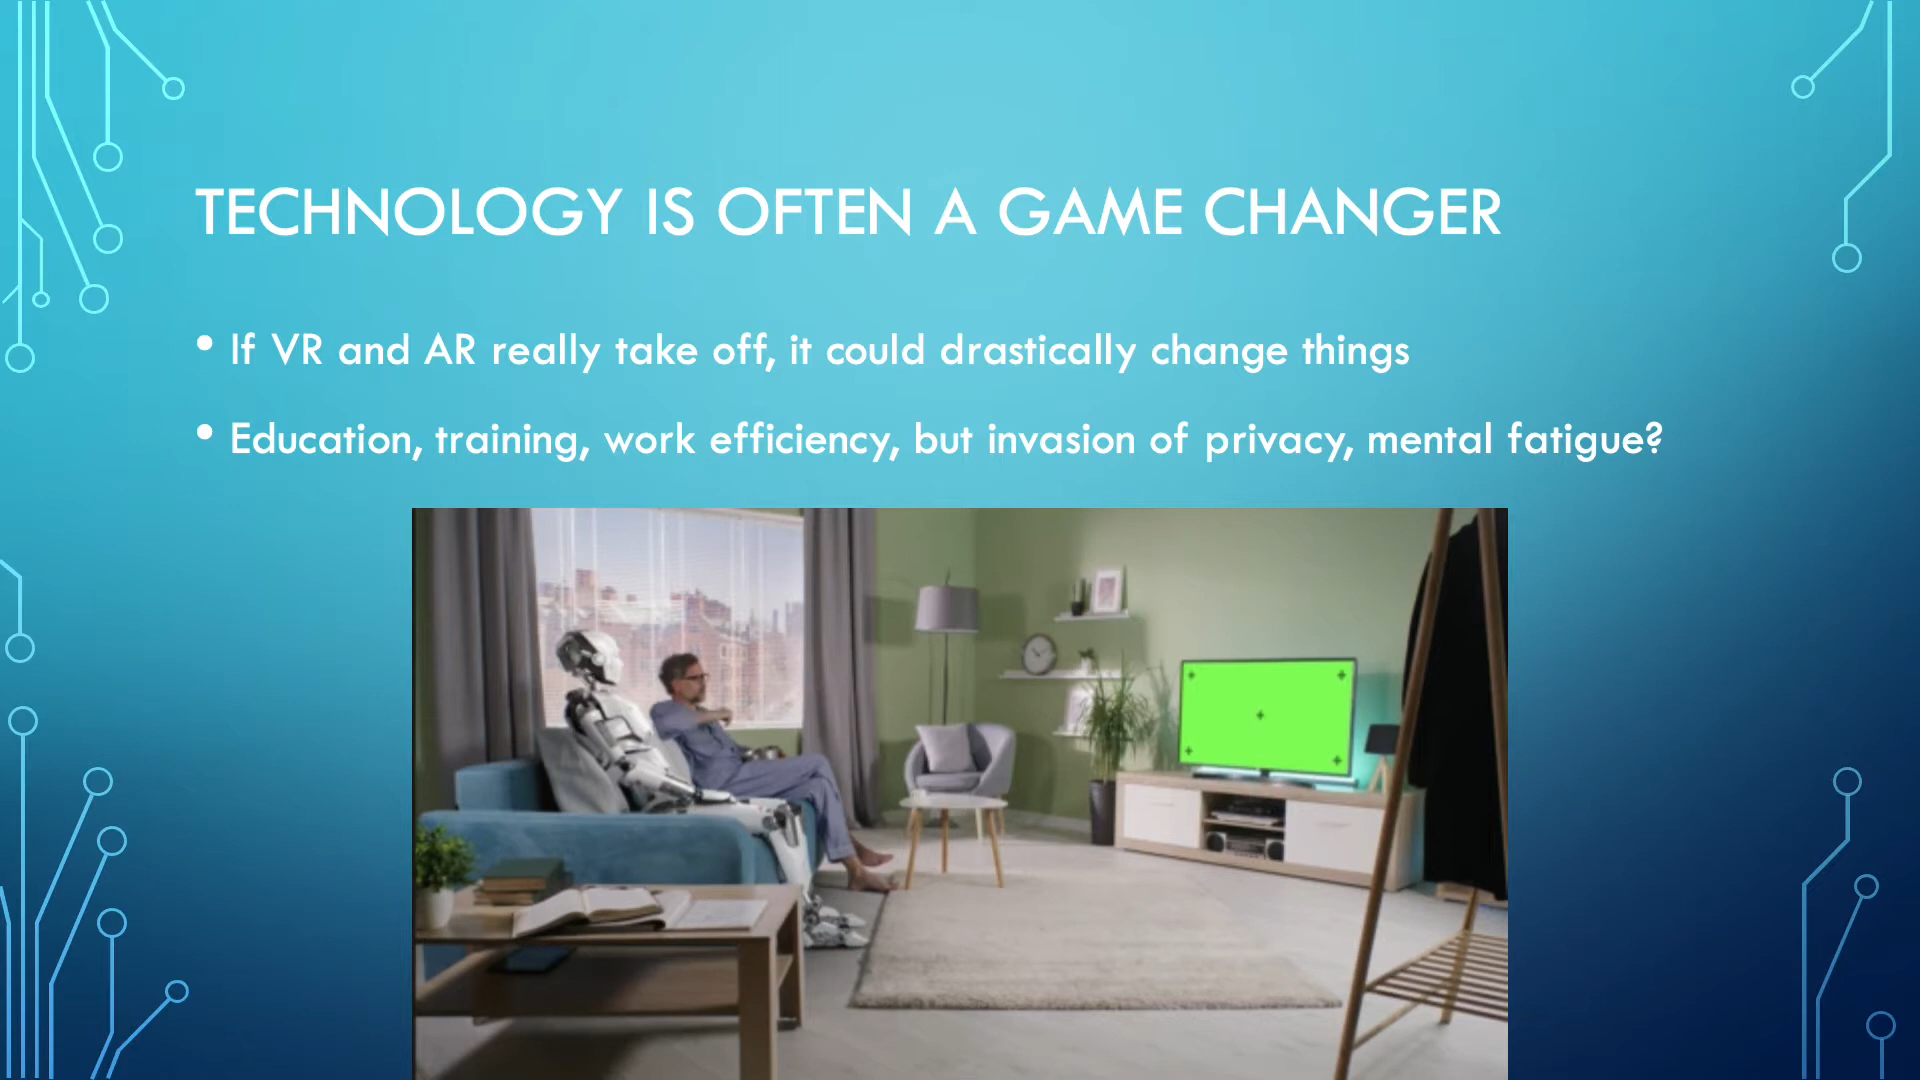 TECHNOLOGY IS OFTEN A GAME CHANGER
• If VR and AR really take off, it could drastically change things
• Education, training, work efficiency, but invasion of privacy, mental fatigue?